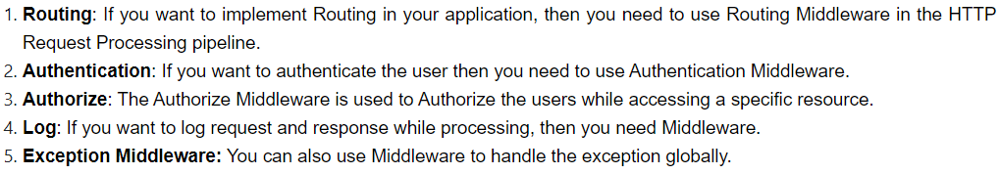 1. Routing: If you want to implement Routing in your application, then you need to use Routing Middleware in the HTTP
Request Processing pipeline.
2. Authentication: If you want to authenticate the user then you need to use Authentication Middleware.
3. Authorize: The Authorize Middleware is used to Authorize the users while accessing a specific resource.
4. Log: If you want to log request and response while processing, then you need Middleware.
5. Exception Middleware: You can also use Middleware to handle the exception globally.